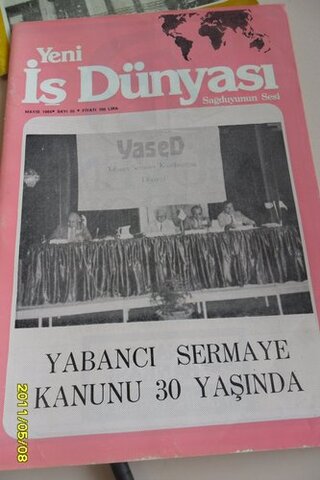 Yeni
İs Dünyası
Sağduyunun Sesi
YaseD
YABANCI SERMAYE
KANUNU 30 YAŞINDA
2011/05/08